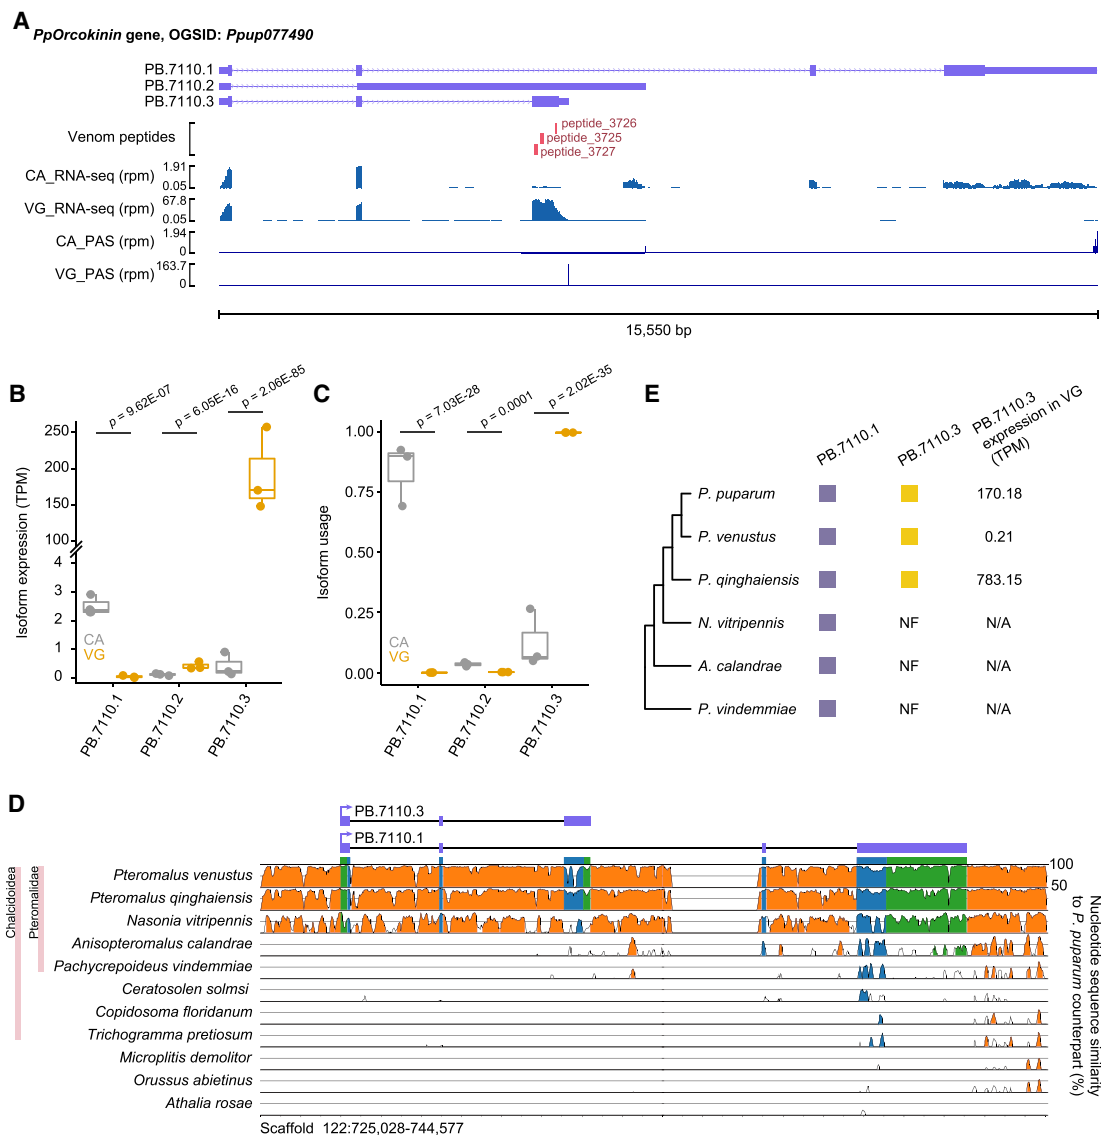 A
PpOrcokinin gene, OGSID: Ppup077490
PB.7110.1
PB.7110.2
PB.7110.3
Venom peptides
peptide_3726
peptide_3725
peptide_3727
CA_RNA-seq (rpm)
1.91
0.05
VG_RNA-seq (rpm)
67.8
0.05
CA_PAS (rpm)
1.94
0
VG_PAS (rpm)
163.7
0
15,550 bp
B
p = 9.62E-07
p = 6.05E-16
p = 2.06E-85
Isoform expression (TPM)
250
200
150
100
4
3
2
1
0
CA
VG
PB.7110.1
PB.7110.2
PB.7110.3
C
p = 7.03E-28
p = 0.0001
p = 2.02E-35
Isoform usage
1.00
0.75
0.50
0.25
0.00
CA
VG
PB.7110.1
PB.7110.2
PB.7110.3
E
PB.7110.1
PB.7110.3
PB.7110.3
expression in VG
(TPM)
P. puparum 170.18
P. venustus 0.21
P. qinghaiensis 783.15
N. vitripennis NF N/A
A. calandrae NF N/A
P. vindemmiae NF N/A
D
PB.7110.3
PB.7110.1
Chalcidoidea
Pteromalidae
Pteromalus venustus
Pteromalus qinghaiensis
Nasonia vitripennis
Anisopteromalus calandrae
Pachycrepoideus vindemmiae
Ceratosolen solmsi
Copidosoma floridanum
Trichogramma pretiosum
Microplitis demolitor
Orussus abietinus
Athalia rosae
100
50
Nucleotide sequence similarity
to P. puparum counterpart (%)
Scaffold 122:725,028-744,577